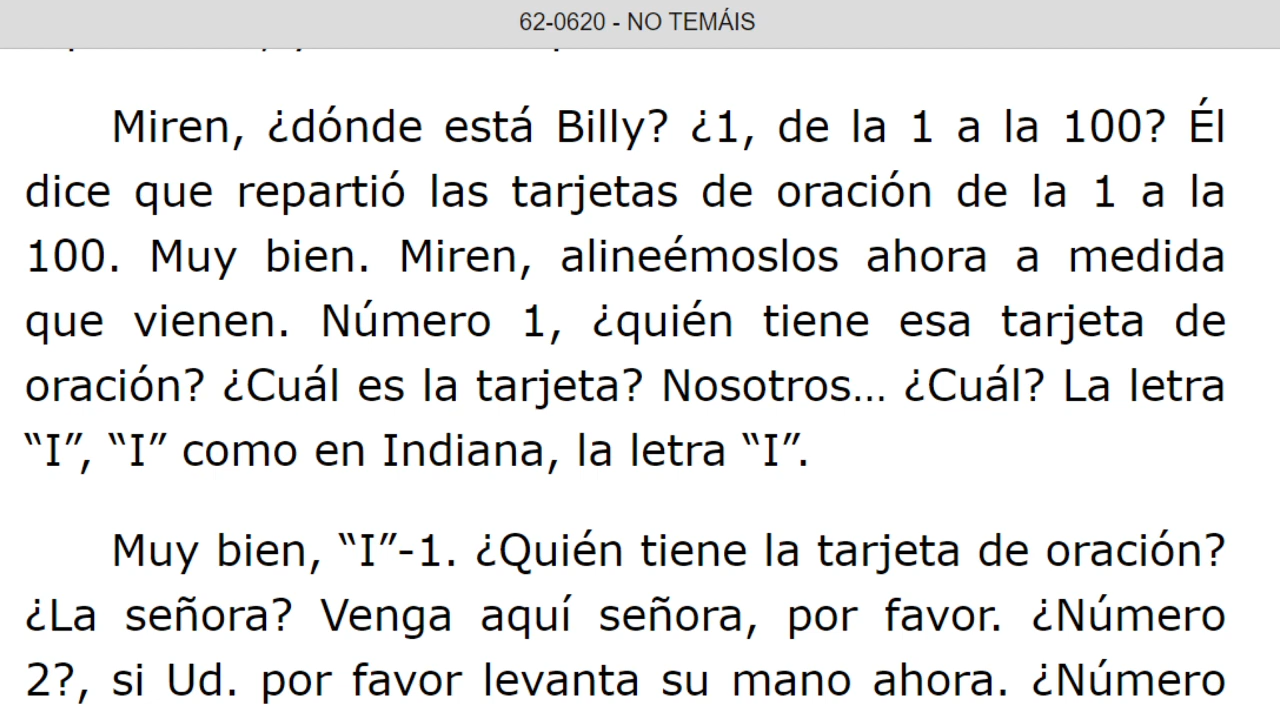 62-0620 - NO TEMÁIS
Miren, ¿dónde está Billy? ¿1, de la 1 a la 100? Él
dice que repartió las tarjetas de oración de la 1 a la
100. Muy bien. Miren, alineémoslos ahora a medida
que vienen. Número 1, ¿quién tiene esa tarjeta de
oración? ¿Cuál es la tarjeta? Nosotros... ¿Cuál? La letra
“I”, “I” como en Indiana, la letra “I”.
Muy bien, “I”-1. ¿Quién tiene la tarjeta de oración?
¿La señora? Venga aquí señora, por favor. ¿Número
2?, si Ud. por favor levanta su mano ahora. ¿Número